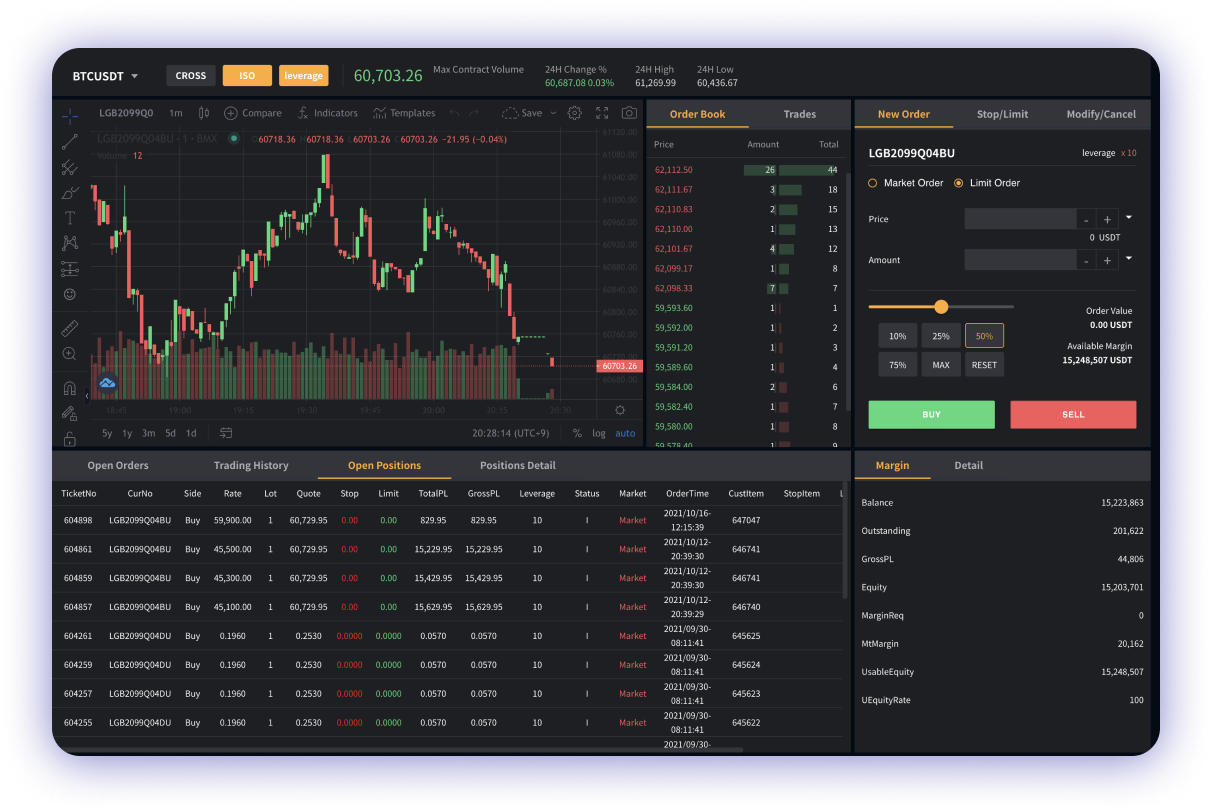 BTCUSDT CROSS ISO leverage 60,703.26 Max Contract Volume 24H Change % 24H High 24H Low
60,687.08 0.03% 61,269.99 60,436.67
LGB2099Q0 1m Compare Indicators Templates Save
LGB2099Q04BU · 1 · BMX O60718.36 H60718.36 L60703.26 C60703.26 −21.95 (−0.04%)
Volume 12
61120.00
61080.00
61040.00
61000.00
60960.00
60920.00
60880.00
60840.00
60800.00
60760.00
60720.00
60703.26
60680.00
18:45 19:00 19:15 19:30 19:45 20:00 20:15 20:30
5y 1y 3m 5d 1d 20:28:14 (UTC+9) % log auto
Order Book Trades
Price Amount Total
62,112.50 26 44
62,111.67 3 18
62,110.83 2 15
62,110.00 1 13
62,101.67 4 12
62,099.17 1 8
62,098.33 7 7
59,593.60 1 1
59,592.00 1 2
59,591.20 1 3
59,589.60 1 4
59,584.00 2 6
59,582.40 1 7
59,580.00 1 8
59,578.40 1 9
New Order Stop/Limit Modify/Cancel
LGB2099Q04BU leverage x 10
Market Order Limit Order
Price - +
0 USDT
Amount - +
Order Value
0.00 USDT
10% 25% 50%
Available Margin
15,248,507 USDT
75% MAX RESET
BUY SELL
Open Orders Trading History Open Positions Positions Detail
TicketNo CurNo Side Rate Lot Quote Stop Limit TotalPL GrossPL Leverage Status Market OrderTime CustItem StopItem L
604898 LGB2099Q04BU Buy 59,900.00 1 60,729.95 0.00 0.00 829.95 829.95 10 I Market 2021/10/16-12:15:39 647047
604861 LGB2099Q04BU Buy 45,500.00 1 60,729.95 0.00 0.00 15,229.95 15,229.95 10 I Market 2021/10/12-20:39:30 646741
604859 LGB2099Q04BU Buy 45,300.00 1 60,729.95 0.00 0.00 15,429.95 15,429.95 10 I Market 2021/10/12-20:39:30 646741
604857 LGB2099Q04BU Buy 45,100.00 1 60,729.95 0.00 0.00 15,629.95 15,629.95 10 I Market 2021/10/12-20:39:29 646740
604261 LGB2099Q04DU Buy 0.1960 1 0.2530 0.0000 0.0000 0.0570 0.0570 10 I Market 2021/09/30-08:11:41 645625
604259 LGB2099Q04DU Buy 0.1960 1 0.2530 0.0000 0.0000 0.0570 0.0570 10 I Market 2021/09/30-08:11:41 645624
604257 LGB2099Q04DU Buy 0.1960 1 0.2530 0.0000 0.0000 0.0570 0.0570 10 I Market 2021/09/30-08:11:41 645623
604255 LGB2099Q04DU Buy 0.1960 1 0.2530 0.0000 0.0000 0.0570 0.0570 10 I Market 2021/09/30-08:11:41 645622
2021/09/30-
Margin Detail
Balance 15,223,863
Outstanding 201,622
GrossPL 44,806
Equity 15,203,701
MarginReq 0
MtMargin 20,162
UsableEquity 15,248,507
UEquityRate 100